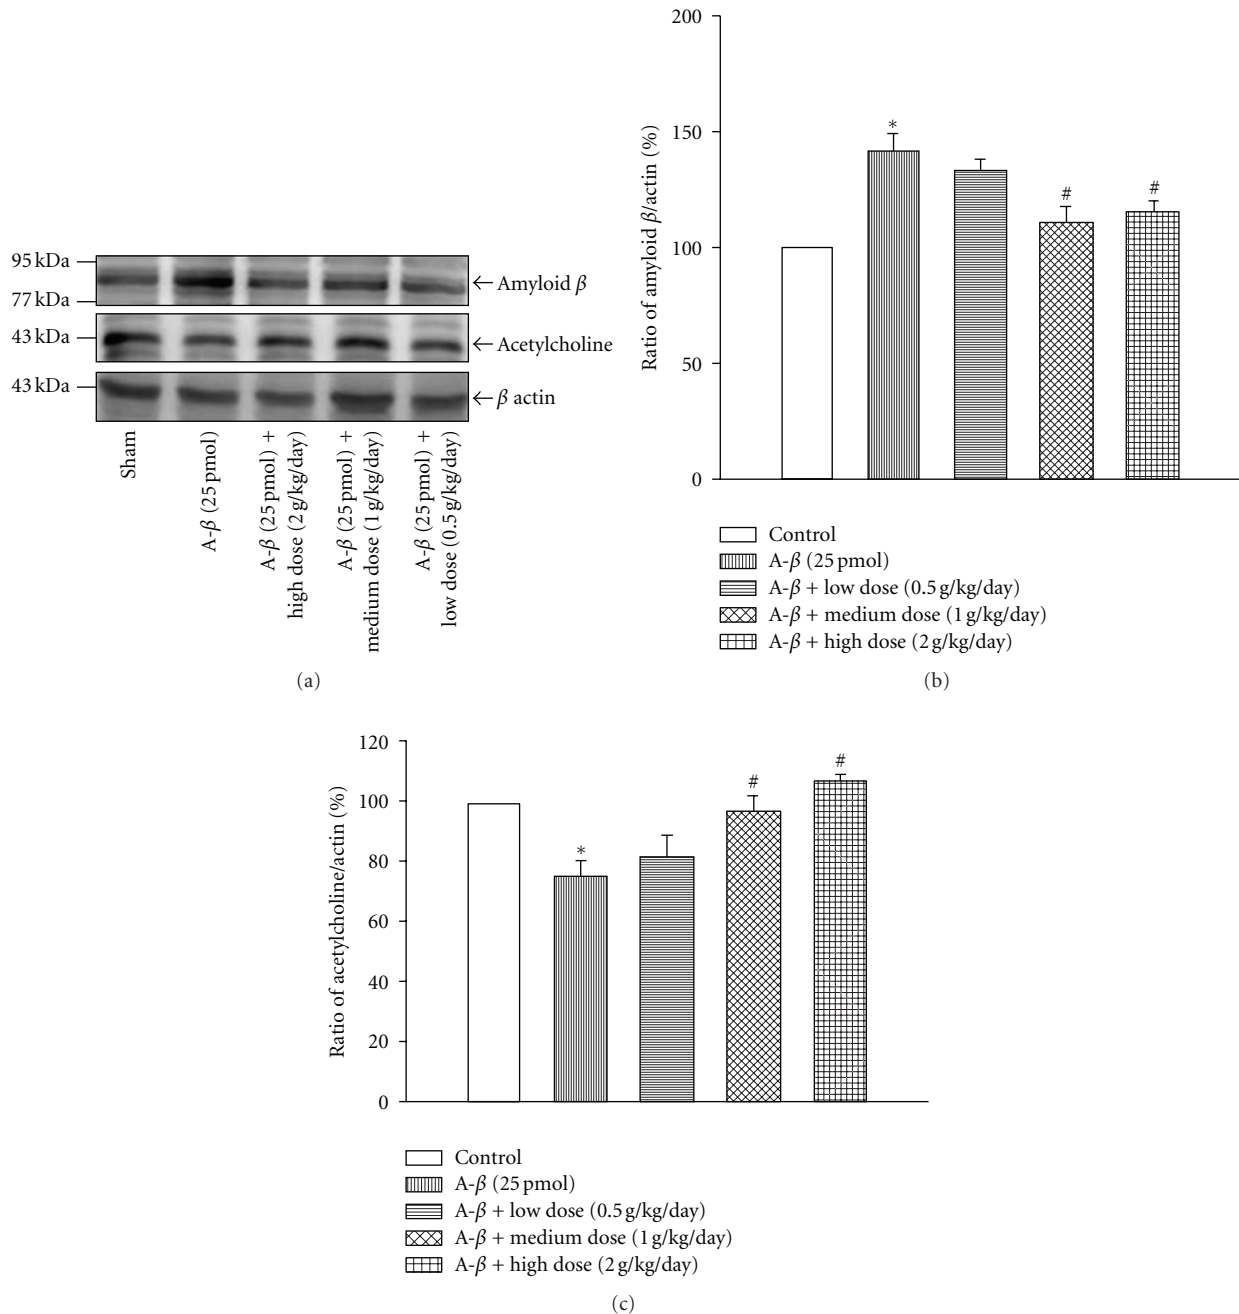 95 kDa
77 kDa
43 kDa
43 kDa
←Amyloid β
←Acetylcholine
←β actin
Sham
A-β (25 pmol)
A-β (25 pmol) +
high dose (2 g/kg/day)
A-β (25 pmol) +
medium dose (1 g/kg/day)
A-β (25 pmol) +
low dose (0.5 g/kg/day)
(a)
Ratio of amyloid β/actin (%)
200
150
100
50
0
*
#
#
Control
A-β (25 pmol)
A-β + low dose (0.5 g/kg/day)
A-β + medium dose (1 g/kg/day)
A-β + high dose (2 g/kg/day)
(b)
Ratio of acetylcholine/actin (%)
120
100
80
60
40
20
0
*
#
#
Control
A-β (25 pmol)
A-β + low dose (0.5 g/kg/day)
A-β + medium dose (1 g/kg/day)
A-β + high dose (2 g/kg/day)
(c)